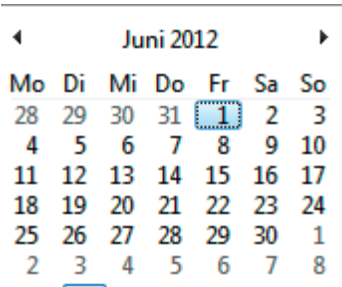 Juni 2012
Mo Di Mi Do Fr Sa So
28 29 30 31 1 2 3
4 5 6 7 8 9 10
11 12 13 14 15 16 17
18 19 20 21 22 23 24
25 26 27 28 29 30 1
2 3 4 5 6 7 8